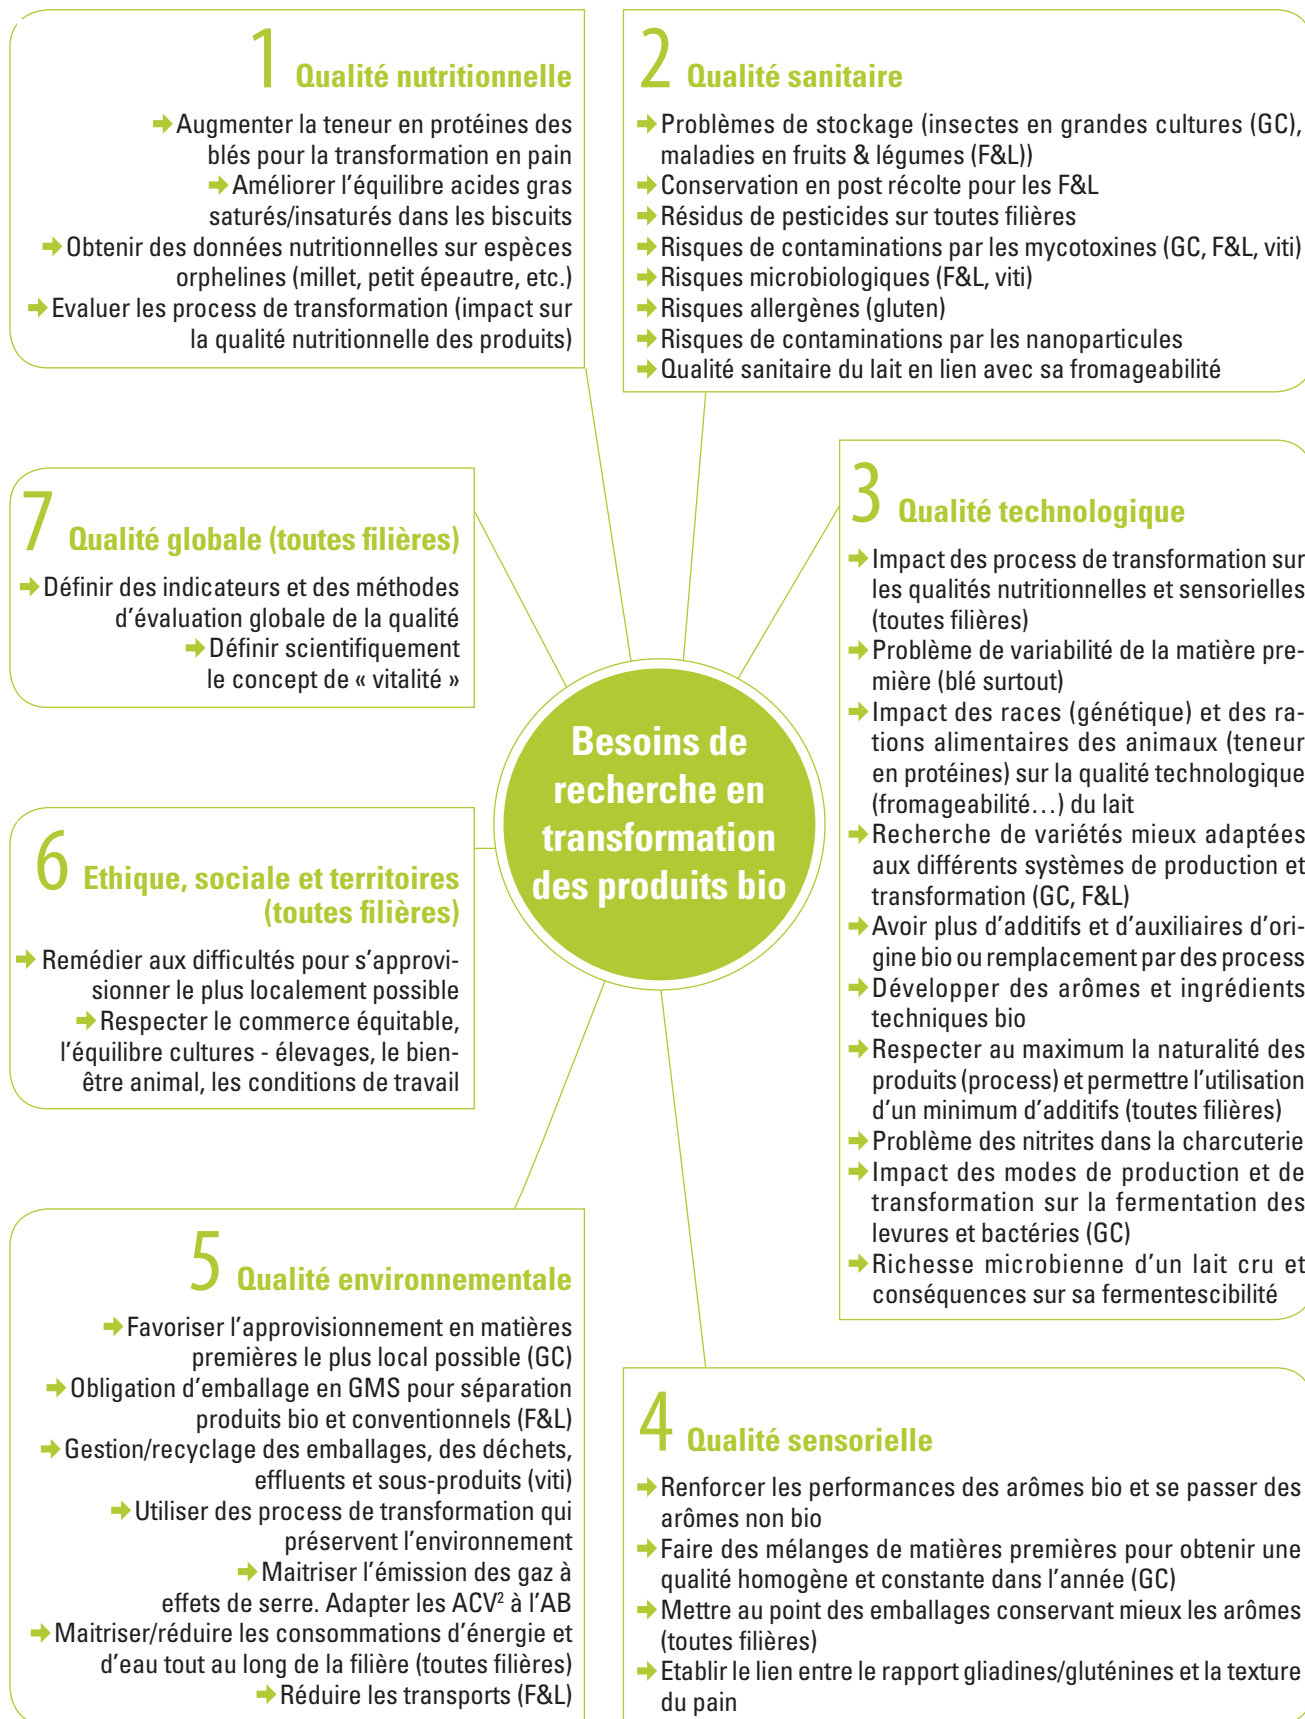 1 Qualité nutritionnelle
➜ Augmenter la teneur en protéines des
blés pour la transformation en pain
➜ Améliorer l'équilibre acides gras
saturés/insaturés dans les biscuits
➜ Obtenir des données nutritionnelles sur espèces
orphelines (millet, petit épeautre, etc.)
➜ Evaluer les process de transformation (impact sur
la qualité nutritionnelle des produits)
2 Qualité sanitaire
➜ Problèmes de stockage (insectes en grandes cultures (GC),
maladies en fruits & légumes (F&L))
➜ Conservation en post récolte pour les F&L
➜ Résidus de pesticides sur toutes filières
➜ Risques de contaminations par les mycotoxines (GC, F&L, viti)
➜ Risques microbiologiques (F&L, viti)
➜ Risques allergènes (gluten)
➜ Risques de contaminations par les nanoparticules
➜ Qualité sanitaire du lait en lien avec sa fromageabilité
3 Qualité technologique
➜ Impact des process de transformation sur
les qualités nutritionnelles et sensorielles
(toutes filières)
➜ Problème de variabilité de la matière pre-
mière (blé surtout)
➜ Impact des races (génétique) et des ra-
tions alimentaires des animaux (teneur
en protéines) sur la qualité technologique
(fromageabilité…) du lait
➜ Recherche de variétés mieux adaptées
aux différents systèmes de production et
transformation (GC, F&L)
➜ Avoir plus d'additifs et d'auxiliaires d'ori-
gine bio ou remplacement par des process
➜ Développer des arômes et ingrédients
techniques bio
➜ Respecter au maximum la naturalité des
produits (process) et permettre l'utilisation
d'un minimum d'additifs (toutes filières)
➜ Problème des nitrites dans la charcuterie
➜ Impact des modes de production et de
transformation sur la fermentation des
levures et bactéries (GC)
➜ Richesse microbienne d'un lait cru et
conséquences sur sa fermentescibilité
4 Qualité sensorielle
➜ Renforcer les performances des arômes bio et se passer des
arômes non bio
➜ Faire des mélanges de matières premières pour obtenir une
qualité homogène et constante dans l'année (GC)
➜ Mettre au point des emballages conservant mieux les arômes
(toutes filières)
➜ Etablir le lien entre le rapport gliadines/gluténines et la texture
du pain
5 Qualité environnementale
➜ Favoriser l'approvisionnement en matières
premières le plus local possible (GC)
➜ Obligation d'emballage en GMS pour séparation
produits bio et conventionnels (F&L)
➜ Gestion/recyclage des emballages, des déchets,
effluents et sous-produits (viti)
➜ Utiliser des process de transformation qui
préservent l'environnement
➜ Maitriser l'émission des gaz à
effets de serre. Adapter les ACV² à l'AB
➜ Maitriser/réduire les consommations d'énergie et
d'eau tout au long de la filière (toutes filières)
➜ Réduire les transports (F&L)
6 Ethique, sociale et territoires
(toutes filières)
➜ Remédier aux difficultés pour s'approvi-
sionner le plus localement possible
➜ Respecter le commerce équitable,
l'équilibre cultures - élevages, le bien-
être animal, les conditions de travail
7 Qualité globale (toutes filières)
➜ Définir des indicateurs et des méthodes
d'évaluation globale de la qualité
➜ Définir scientifiquement
le concept de « vitalité »
Besoins de
recherche en
transformation
des produits bio